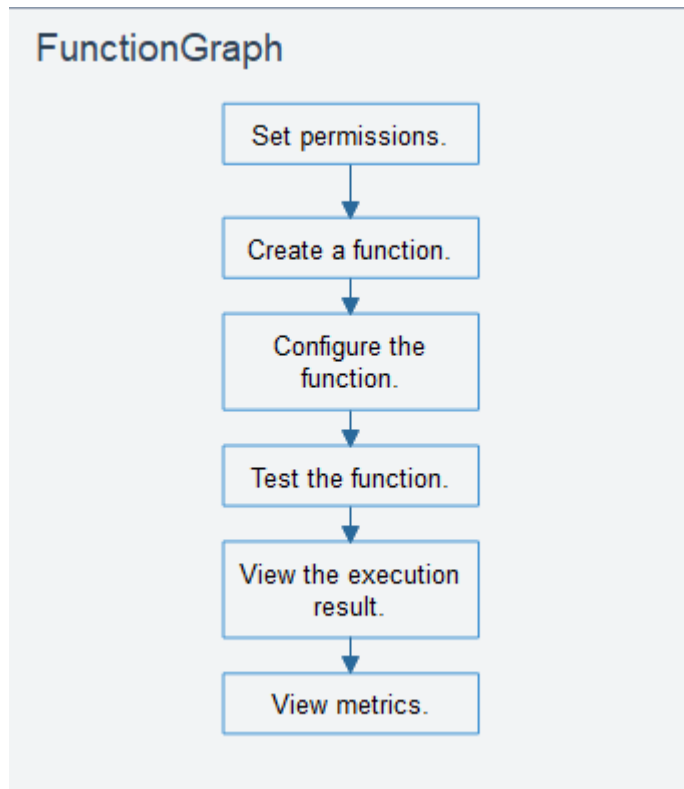 FunctionGraph
Set permissions.
Create a function.
Configure the
function.
Test the function.
View the execution
result.
View metrics.